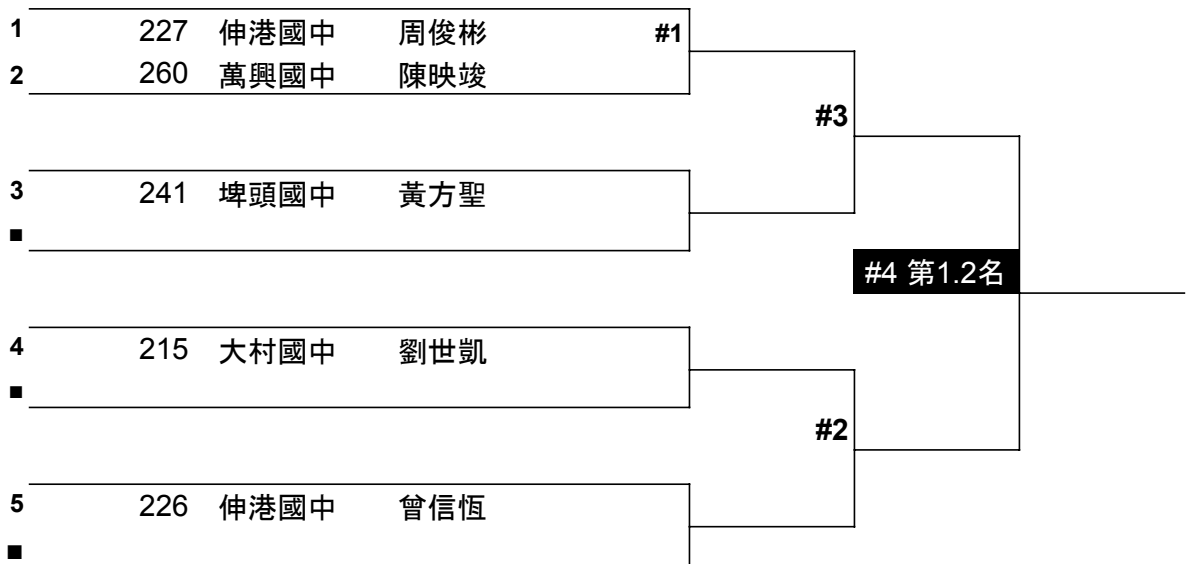 1 227 伸港國中 周俊彬 #1
2 260 萬興國中 陳映竣
#3
3 241 埤頭國中 黃方聖
■
#4 第1.2名
4 215 大村國中 劉世凱
■
#2
5 226 伸港國中 曾信恆
■